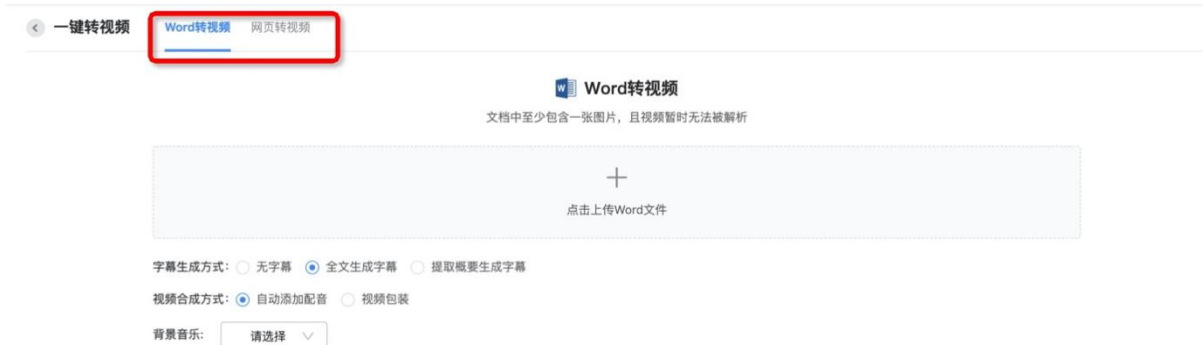 一键转视频 Word转视频 网页转视频
Word转视频
文档中至少包含一张图片，且视频暂时无法被解析
点击上传Word文件
字幕生成方式： 无字幕 全文生成字幕 提取概要生成字幕
视频合成方式： 自动添加配音 视频包装
背景音乐: 请选择